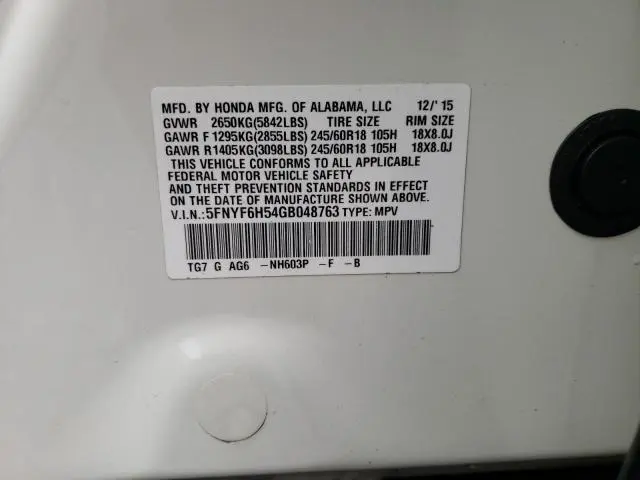 MFD. BY HONDA MFG. OF ALABAMA, LLC 12/'15
GVWR 2650KG(5842LBS) TIRE SIZE RIM SIZE
GAWR F 1295KG(2855LBS) 245/60R18 105H 18X8.0J
GAWR R 1405KG(3098LBS) 245/60R18 105H 18X8.0J
THIS VEHICLE CONFORMS TO ALL APPLICABLE
FEDERAL MOTOR VEHICLE SAFETY
AND THEFT PREVENTION STANDARDS IN EFFECT
ON THE DATE OF MANUFACTURE SHOWN ABOVE.
V.I.N.:5FNYF6H54GB048763 TYPE: MPV
TG7 G AG6 -NH603P -F -B